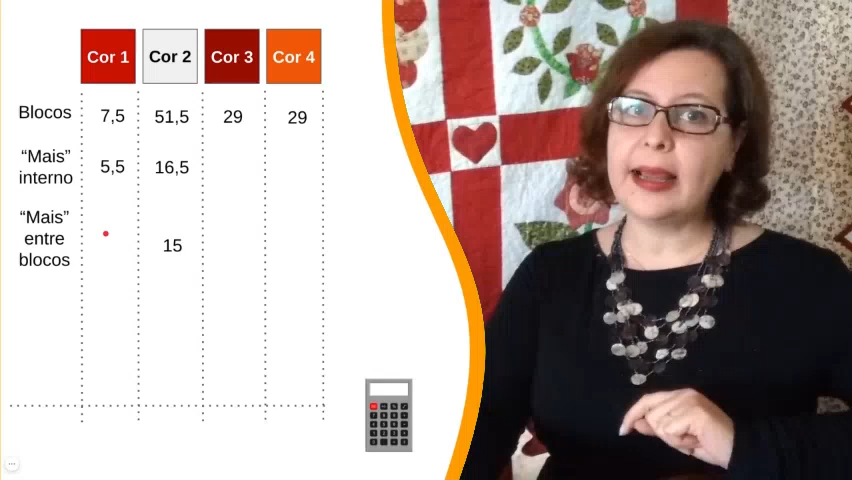 Cor 1 Cor 2 Cor 3 Cor 4
Blocos 7,5 51,5 29 29
“Mais”
interno 5,5 16,5
“Mais”
entre
blocos 15